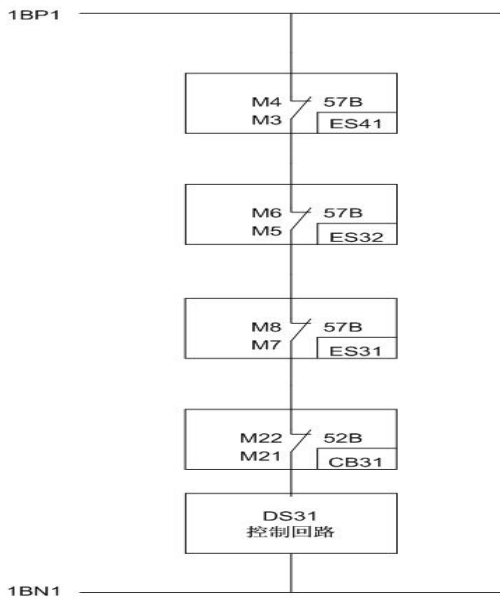 1BP1
M4 57B
M3 ES41
M6 57B
M5 ES32
M8 57B
M7 ES31
M22 52B
M21 CB31
DS31
控制回路
1BN1